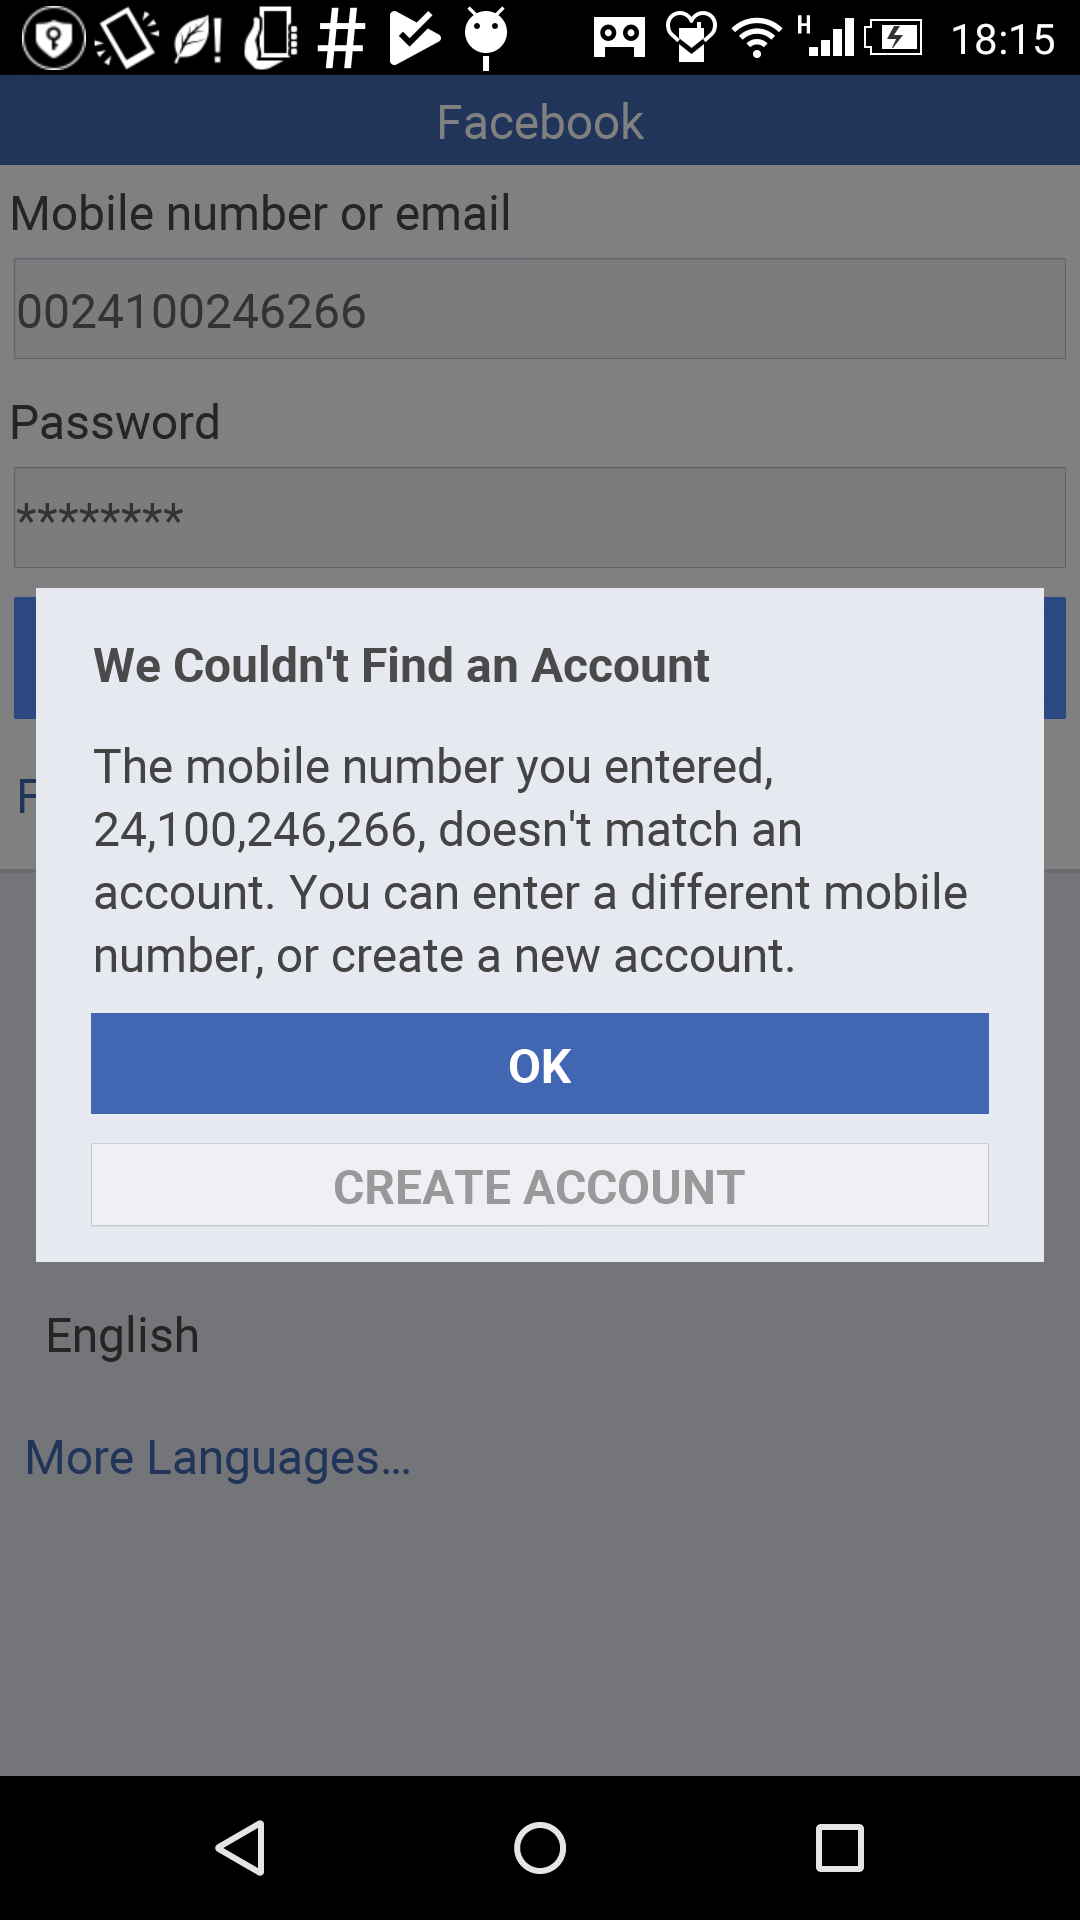 18:15
Facebook
Mobile number or email
0024100246266
Password
********
We Couldn't Find an Account
The mobile number you entered,
24,100,246,266, doesn't match an
account. You can enter a different mobile
number, or create a new account.
OK
CREATE ACCOUNT
English
More Languages...